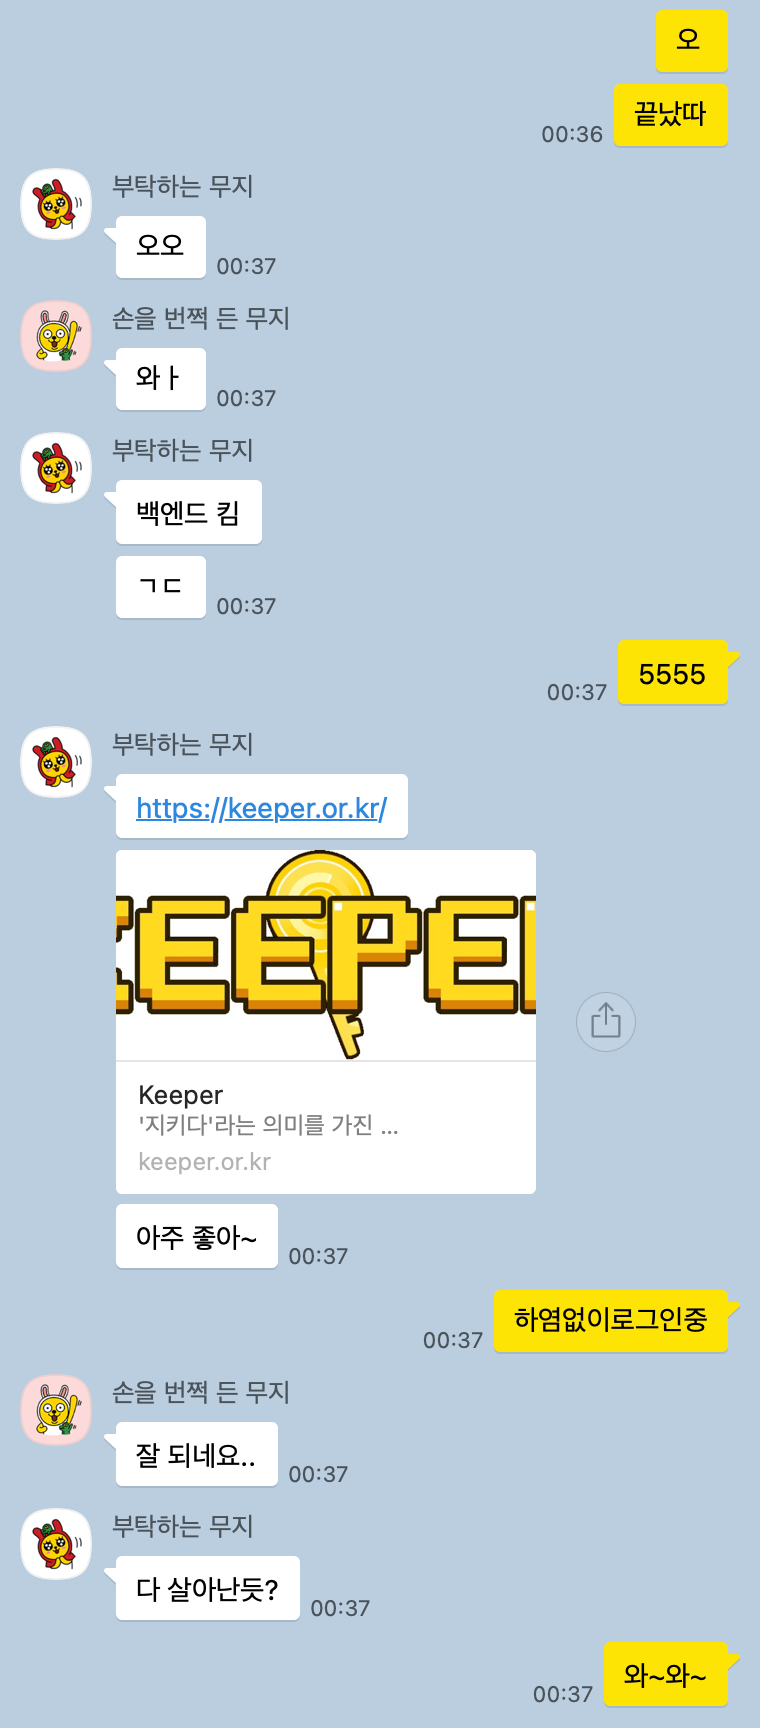 오
끝났따
00:36
부탁하는 무지
오오
00:37
손을 번쩍 든 무지
와ㅏ
00:37
부탁하는 무지
백엔드 킴
ㄱㄷ
00:37
5555
00:37
부탁하는 무지
https://keeper.or.kr/
KEEPER
Keeper
'지키다'라는 의미를 가진 ...
keeper.or.kr
아주 좋아~
00:37
하염없이로그인중
00:37
손을 번쩍 든 무지
잘 되네요..
00:37
부탁하는 무지
다 살아난듯?
00:37
와~와~
00:37